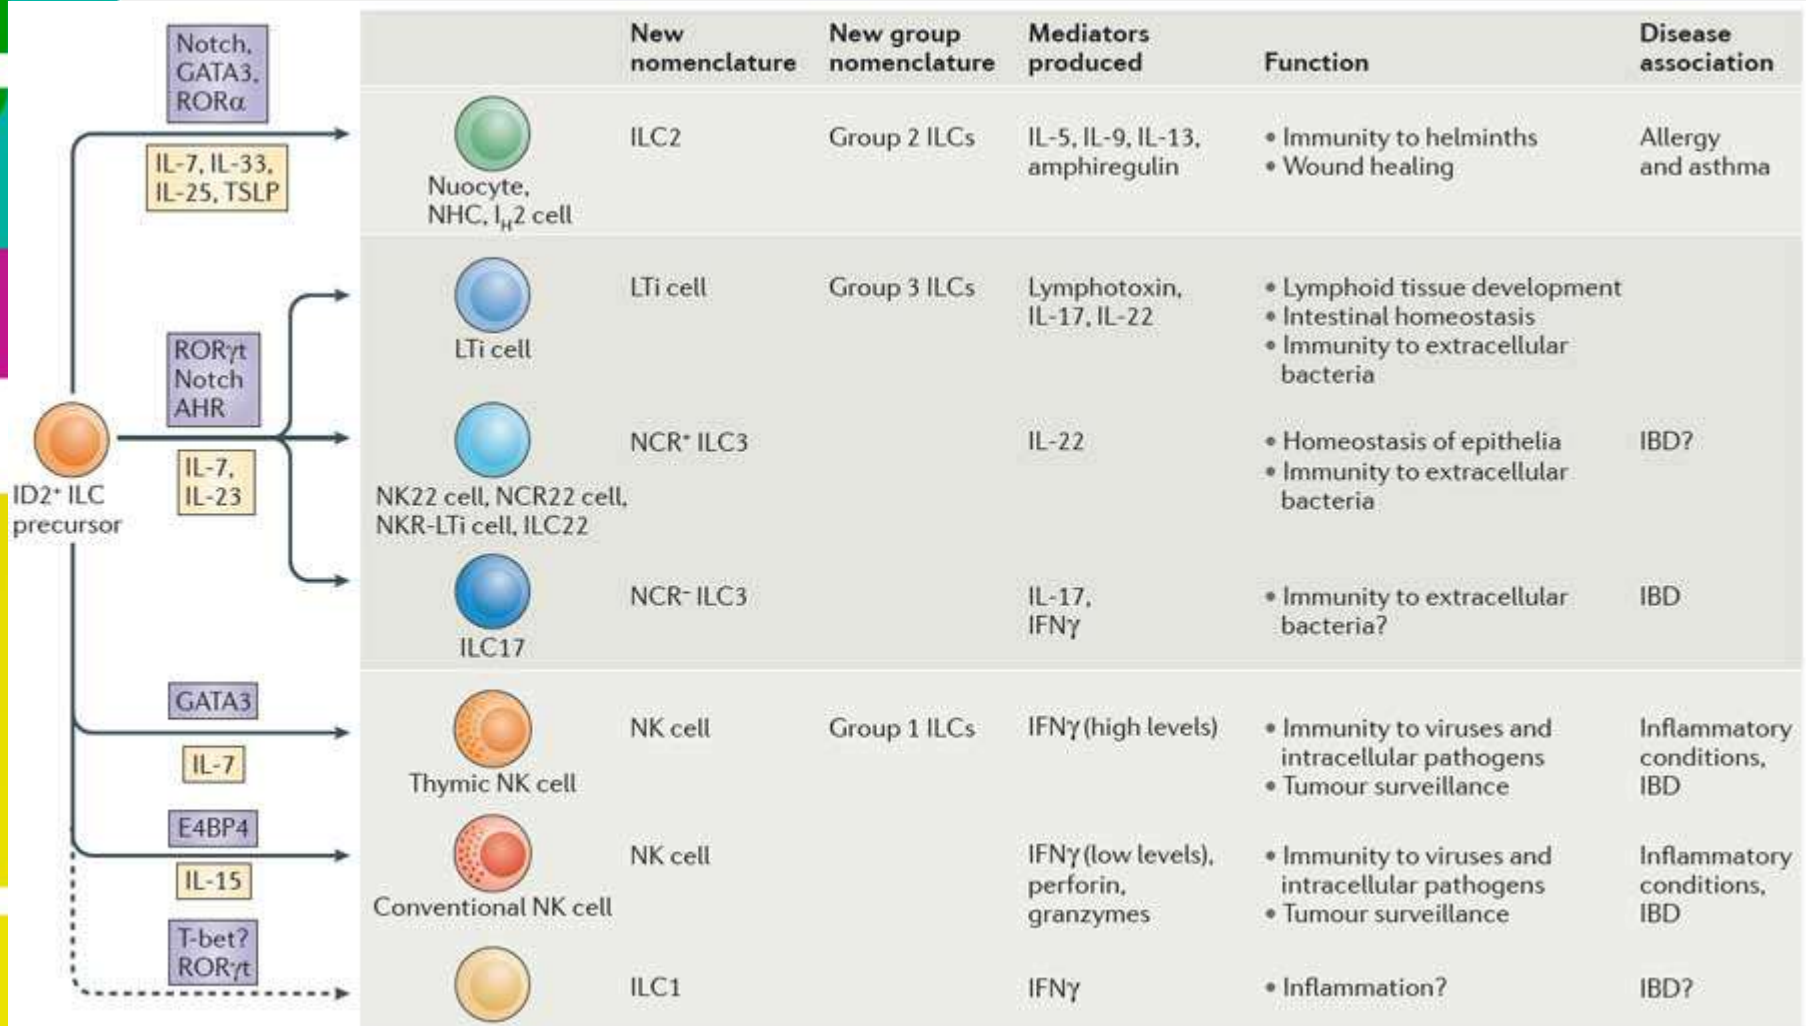 New nomenclature
New group nomenclature
Mediators produced
Function
Disease association
Notch,
GATA3,
RORα
IL-7, IL-33,
IL-25, TSLP
Nuocyte,
NHC, I_H2 cell
ILC2
Group 2 ILCs
IL-5, IL-9, IL-13,
amphiregulin
• Immunity to helminths
• Wound healing
Allergy
and asthma
ID2⁺ ILC
precursor
RORγt
Notch
AHR
IL-7,
IL-23
LTi cell
LTi cell
Group 3 ILCs
Lymphotoxin,
IL-17, IL-22
• Lymphoid tissue development
• Intestinal homeostasis
• Immunity to extracellular
bacteria
NK22 cell, NCR22 cell,
NKR-LTi cell, ILC22
NCR⁺ ILC3
IL-22
• Homeostasis of epithelia
• Immunity to extracellular
bacteria
IBD?
ILC17
NCR⁻ ILC3
IL-17,
IFNγ
• Immunity to extracellular
bacteria?
IBD
GATA3
IL-7
Thymic NK cell
NK cell
Group 1 ILCs
IFNγ (high levels)
• Immunity to viruses and
intracellular pathogens
• Tumour surveillance
Inflammatory
conditions,
IBD
E4BP4
IL-15
Conventional NK cell
NK cell
IFNγ (low levels),
perforin,
granzymes
• Immunity to viruses and
intracellular pathogens
• Tumour surveillance
Inflammatory
conditions,
IBD
T-bet?
RORγt
ILC1
IFNγ
• Inflammation?
IBD?